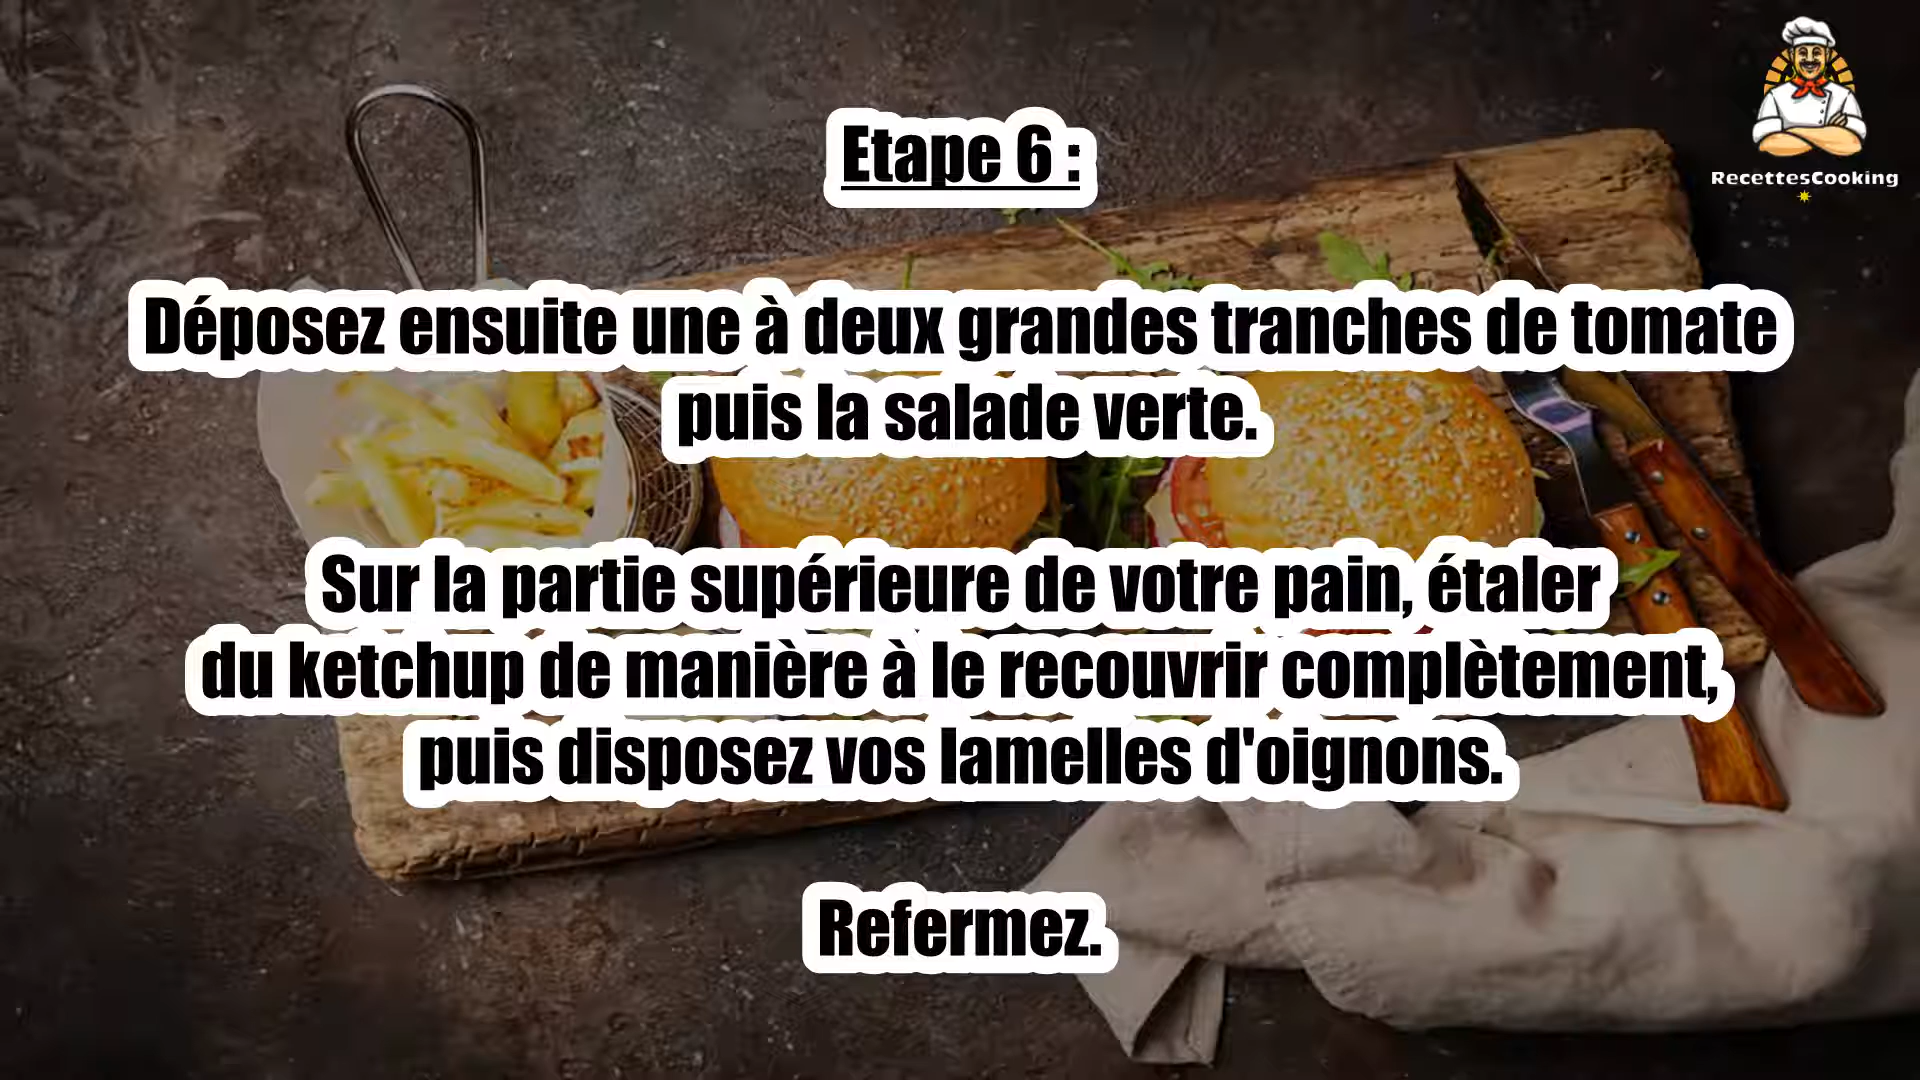 RecettesCooking
Etape 6 :
Déposez ensuite une à deux grandes tranches de tomate
puis la salade verte.
Sur la partie supérieure de votre pain, étaler
du ketchup de manière à le recouvrir complètement,
puis disposez vos lamelles d'oignons.
Refermez.